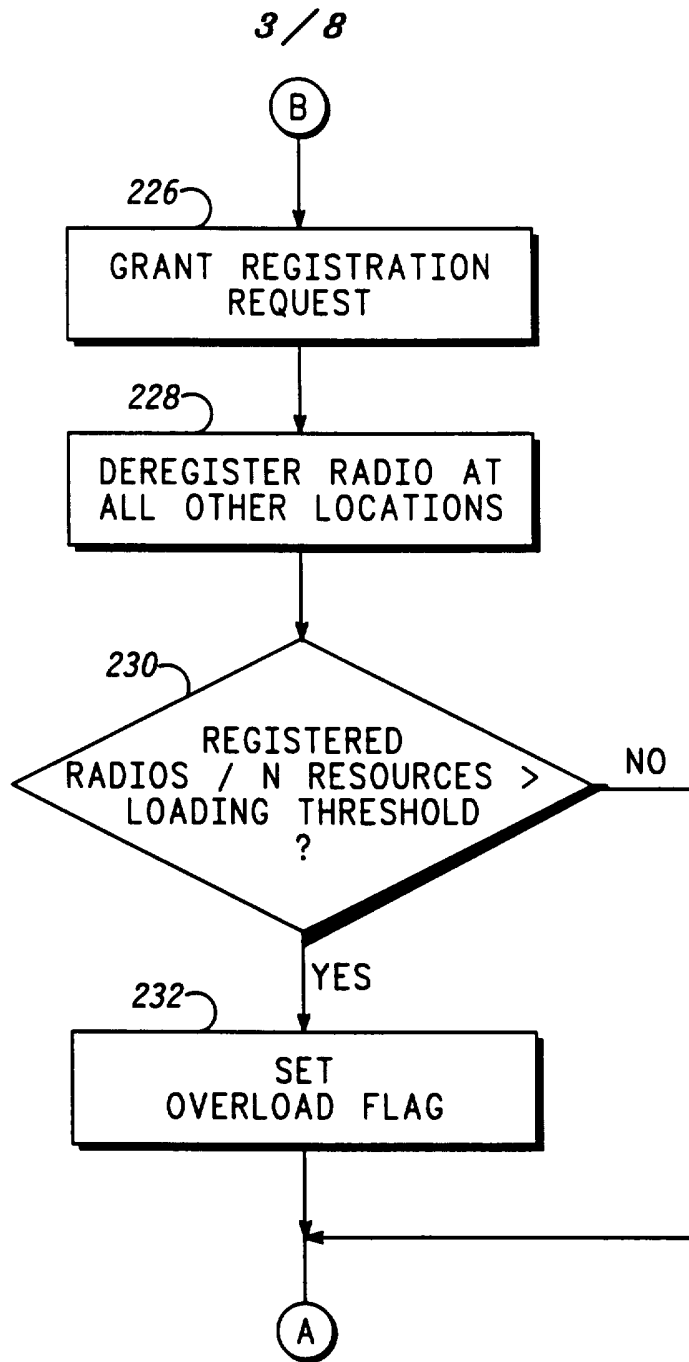 3/8
B
226
GRANT REGISTRATION
REQUEST
228
DEREGISTER RADIO AT
ALL OTHER LOCATIONS
230
REGISTERED
RADIOS / N RESOURCES >
LOADING THRESHOLD
?
NO
YES
232
SET
OVERLOAD FLAG
A